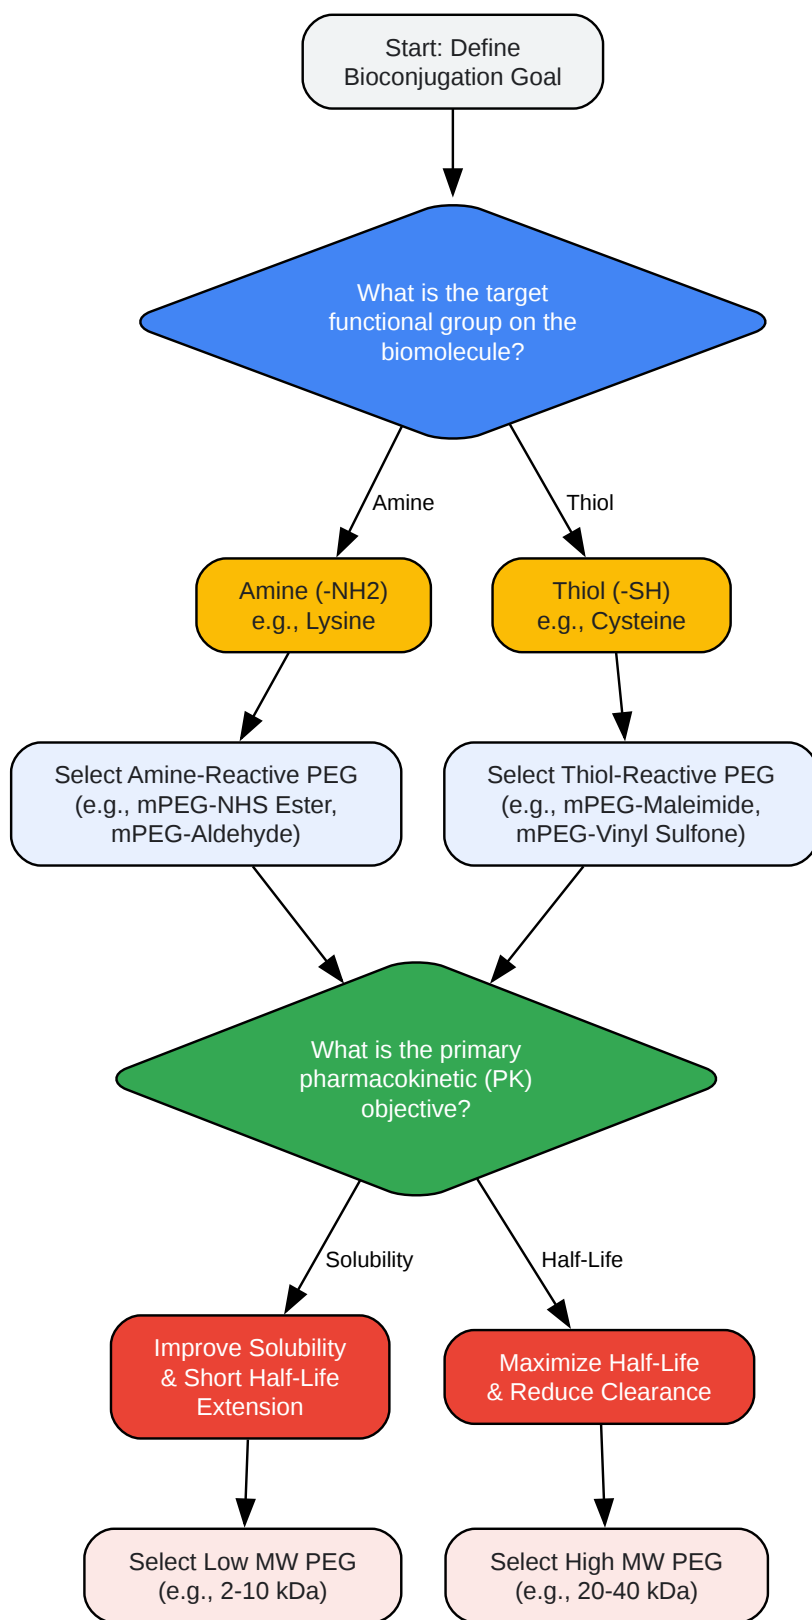 Start: Define
Bioconjugation Goal
What is the target
functional group on the
biomolecule?
Amine
Thiol
Amine (-NH2)
e.g., Lysine
Thiol (-SH)
e.g., Cysteine
Select Amine-Reactive PEG
(e.g., mPEG-NHS Ester,
mPEG-Aldehyde)
Select Thiol-Reactive PEG
(e.g., mPEG-Maleimide,
mPEG-Vinyl Sulfone)
What is the primary
pharmacokinetic (PK)
objective?
Solubility
Half-Life
Improve Solubility
& Short Half-Life
Extension
Maximize Half-Life
& Reduce Clearance
Select Low MW PEG
(e.g., 2-10 kDa)
Select High MW PEG
(e.g., 20-40 kDa)